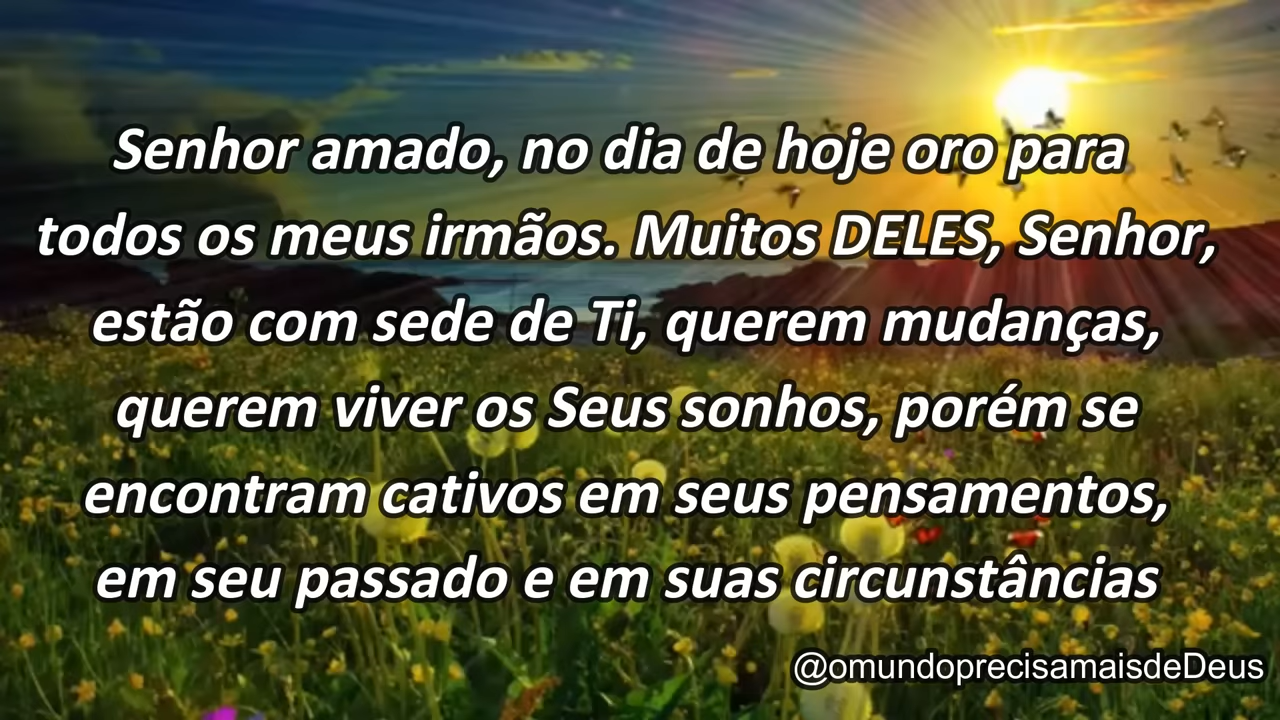 Senhor amado, no dia de hoje oro para
todos os meus irmãos. Muitos DELES, Senhor,
estão com sede de Ti, querem mudanças,
querem viver os Seus sonhos, porém se
encontram cativos em seus pensamentos,
em seu passado e em suas circunstâncias
@omundoprecisamaisdeDeus